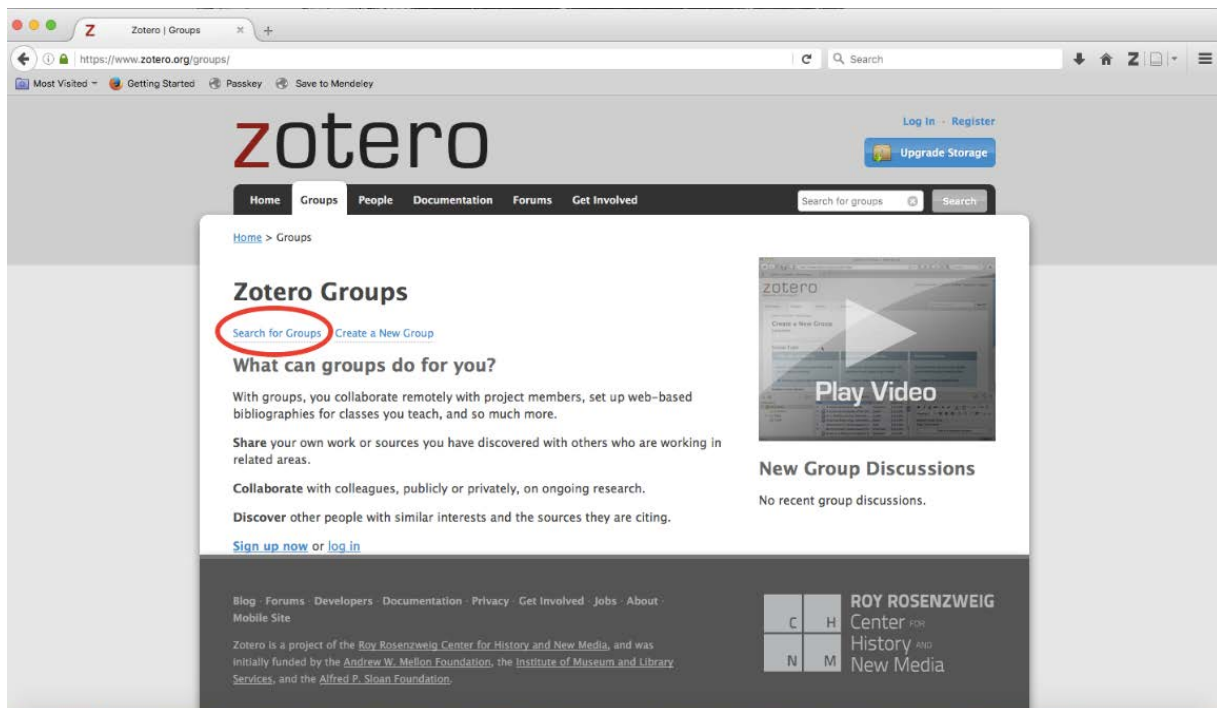 Zotero | Groups
https://www.zotero.org/groups/
Search
Most Visited
Getting Started
Passkey
Save to Mendeley
zotero
Log In · Register
Upgrade Storage
Home Groups People Documentation Forums Get Involved
Search for groups
Search
Home > Groups
Zotero Groups
Search for Groups
Create a New Group
What can groups do for you?
With groups, you collaborate remotely with project members, set up web-based
bibliographies for classes you teach, and so much more.
Share your own work or sources you have discovered with others who are working in
related areas.
Collaborate with colleagues, publicly or privately, on ongoing research.
Discover other people with similar interests and the sources they are citing.
Sign up now or log in
zotero
Create a New Group
Play Video
New Group Discussions
No recent group discussions.
Blog · Forums · Developers · Documentation · Privacy · Get Involved · Jobs · About ·
Mobile Site
Zotero is a project of the Roy Rosenzweig Center for History and New Media, and was
initially funded by the Andrew W. Mellon Foundation, the Institute of Museum and Library
Services, and the Alfred P. Sloan Foundation.
C H
N M
ROY ROSENZWEIG
Center FOR
History AND
New Media